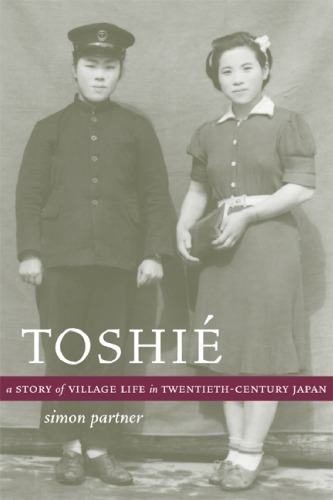 TOSHIÉ
a STORY of VILLAGE LIFE in TWENTIETH-CENTURY JAPAN
simon partner